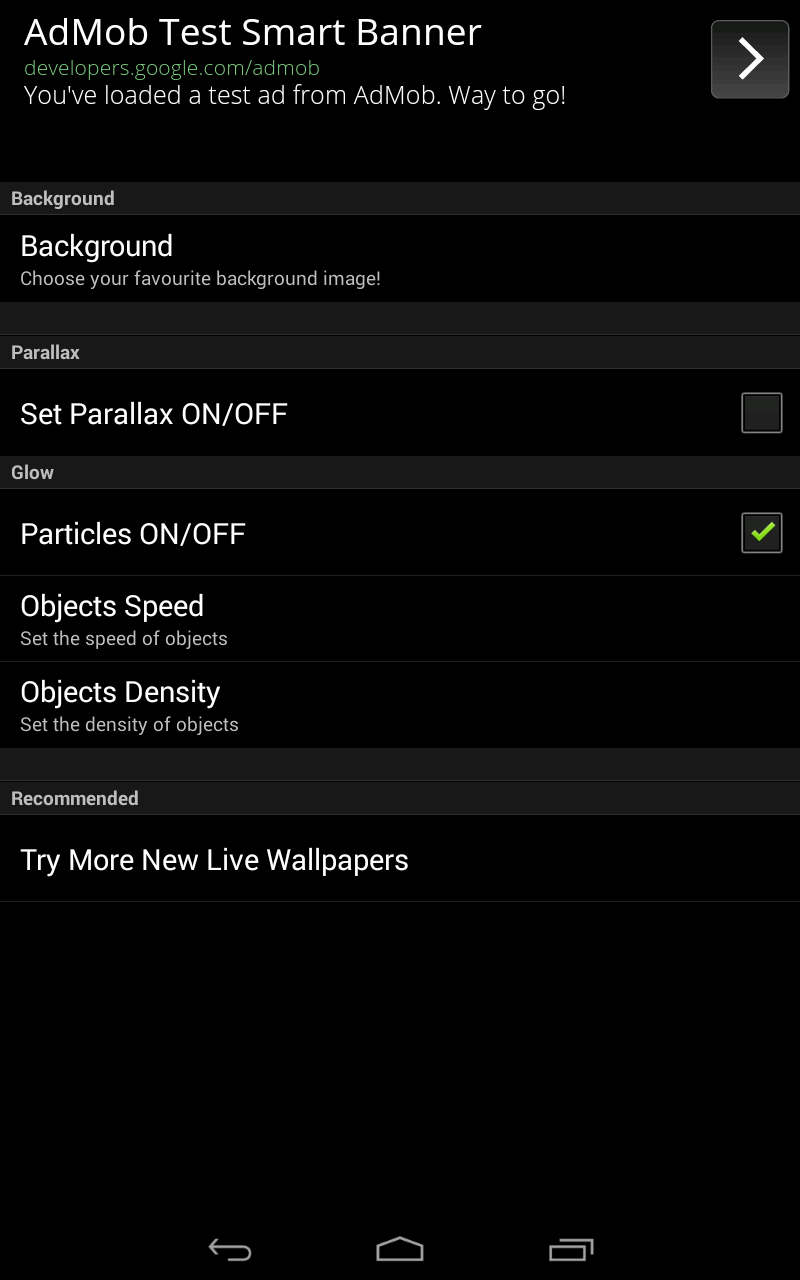 AdMob Test Smart Banner
developers.google.com/admob
You've loaded a test ad from AdMob. Way to go!
Background
Background
Choose your favourite background image!
Parallax
Set Parallax ON/OFF
Glow
Particles ON/OFF
Objects Speed
Set the speed of objects
Objects Density
Set the density of objects
Recommended
Try More New Live Wallpapers